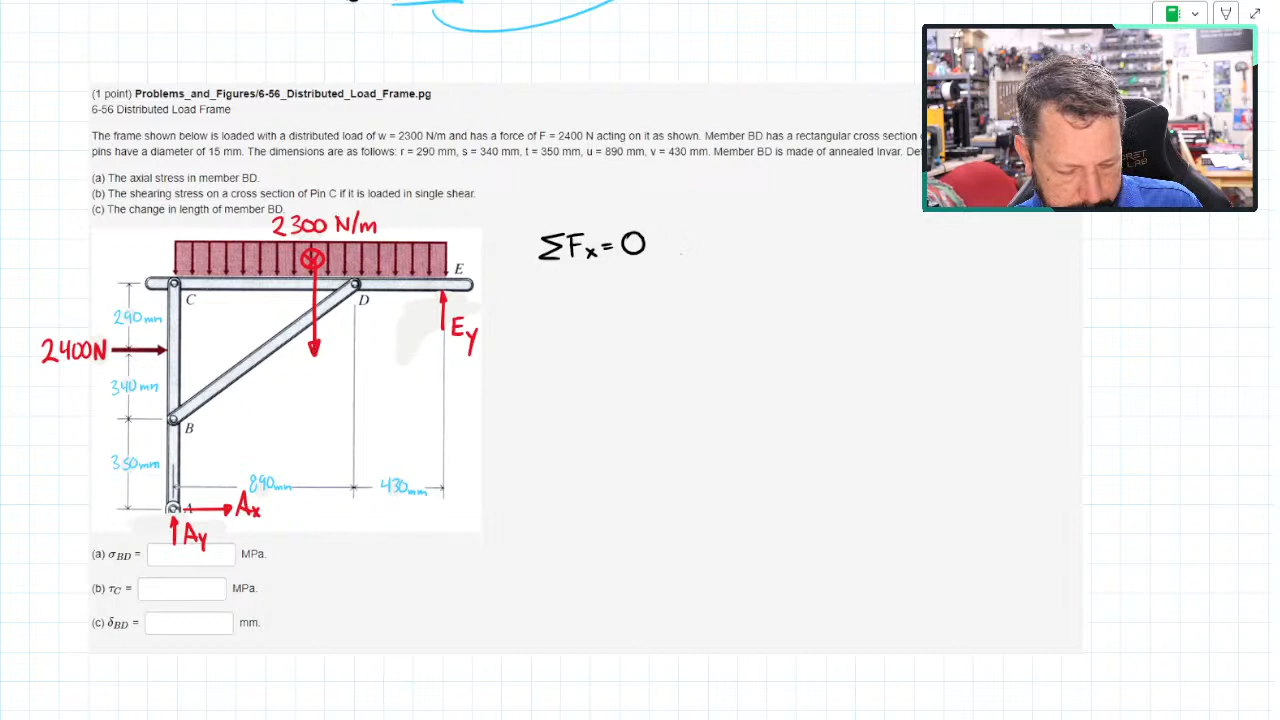 (1 point) Problems_and_Figures/6-56_Distributed_Load_Frame.pg
6-56 Distributed Load Frame
The frame shown below is loaded with a distributed load of w = 2300 N/m and has a force of F = 2400 N acting on it as shown. Member BD has a rectangular cross section
pins have a diameter of 15 mm. The dimensions are as follows: r = 290 mm, s = 340 mm, t = 350 mm, u = 890 mm, v = 430 mm. Member BD is made of annealed Invar. De
(a) The axial stress in member BD.
(b) The shearing stress on a cross section of Pin C if it is loaded in single shear.
(c) The change in length of member BD.
2300 N/m
ΣFx=0
E
C
D
290mm
Ey
2400N
340mm
B
350mm
890mm
430mm
A
Ax
Ay
(a) σBD = MPa.
(b) τC = MPa.
(c) δBD = mm.